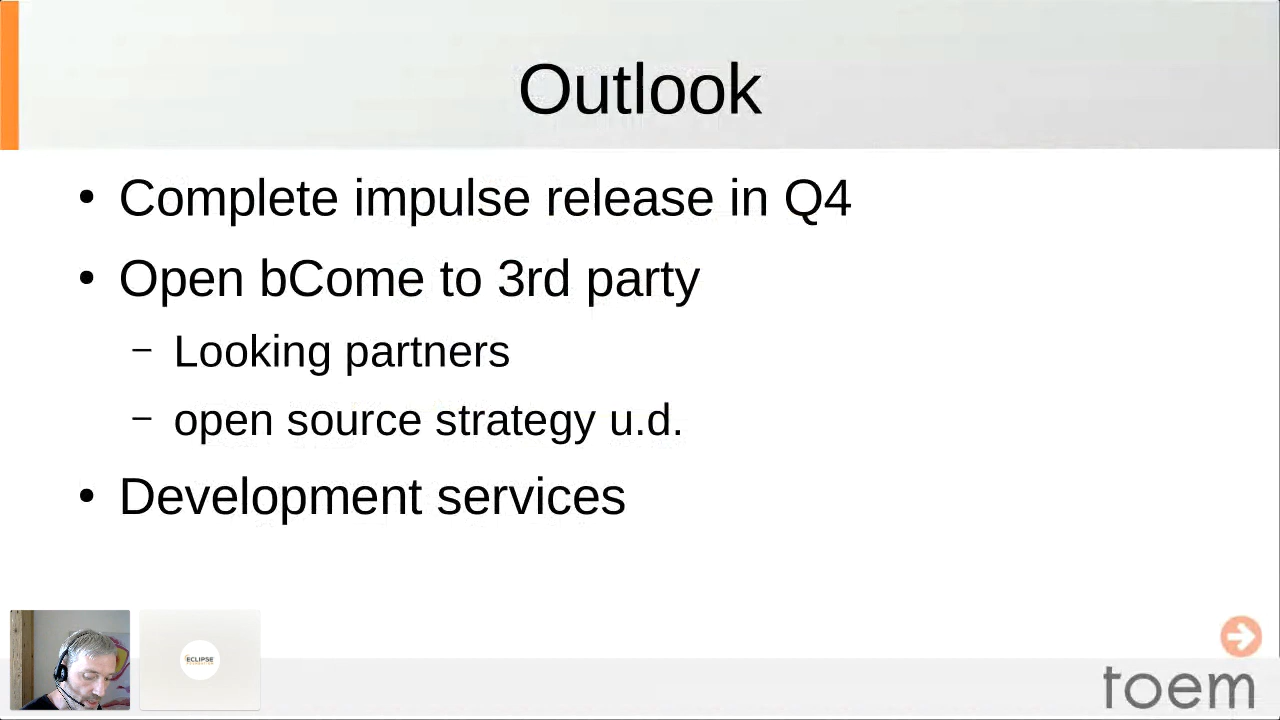 Outlook
• Complete impulse release in Q4
• Open bCome to 3rd party
– Looking partners
– open source strategy u.d.
• Development services
ECLIPSE
FOUNDATION
toem